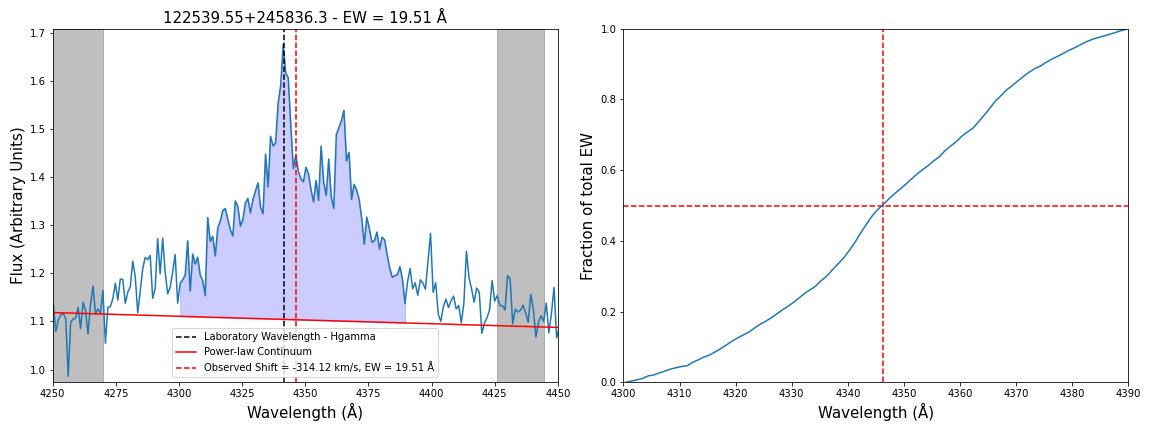 122539.55+245836.3 - EW = 19.51 Å
1.7
1.6
1.5
1.4
1.3
1.2
1.1
1.0
Flux (Arbitrary Units)
Laboratory Wavelength - Hgamma
Power-law Continuum
Observed Shift = -314.12 km/s, EW = 19.51 Å
4250 4275 4300 4325 4350 4375 4400 4425 4450
Wavelength (Å)
1.0
0.8
0.6
0.4
0.2
0.0
Fraction of total EW
4300 4310 4320 4330 4340 4350 4360 4370 4380 4390
Wavelength (Å)